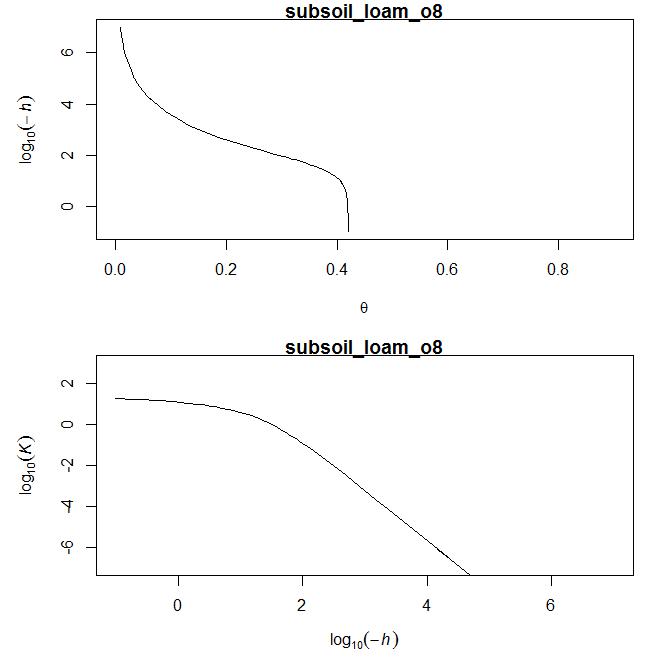 subsoil_loam_o8
log₁₀(− h)
6
4
2
0
0.0 0.2 0.4 0.6 0.8
θ
subsoil_loam_o8
log₁₀(K)
2
0
-2
-4
-6
0 2 4 6
log₁₀(−h)